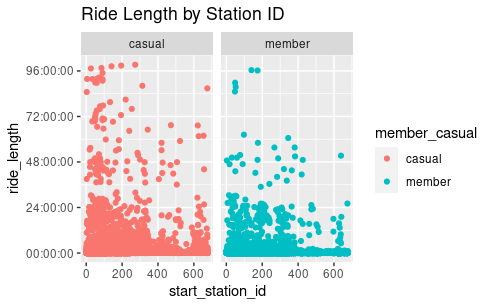 Ride Length by Station ID
casual member
96:00:00
72:00:00
48:00:00
24:00:00
00:00:00
ride_length
0 200 400 600 0 200 400 600
start_station_id
member_casual
casual
member